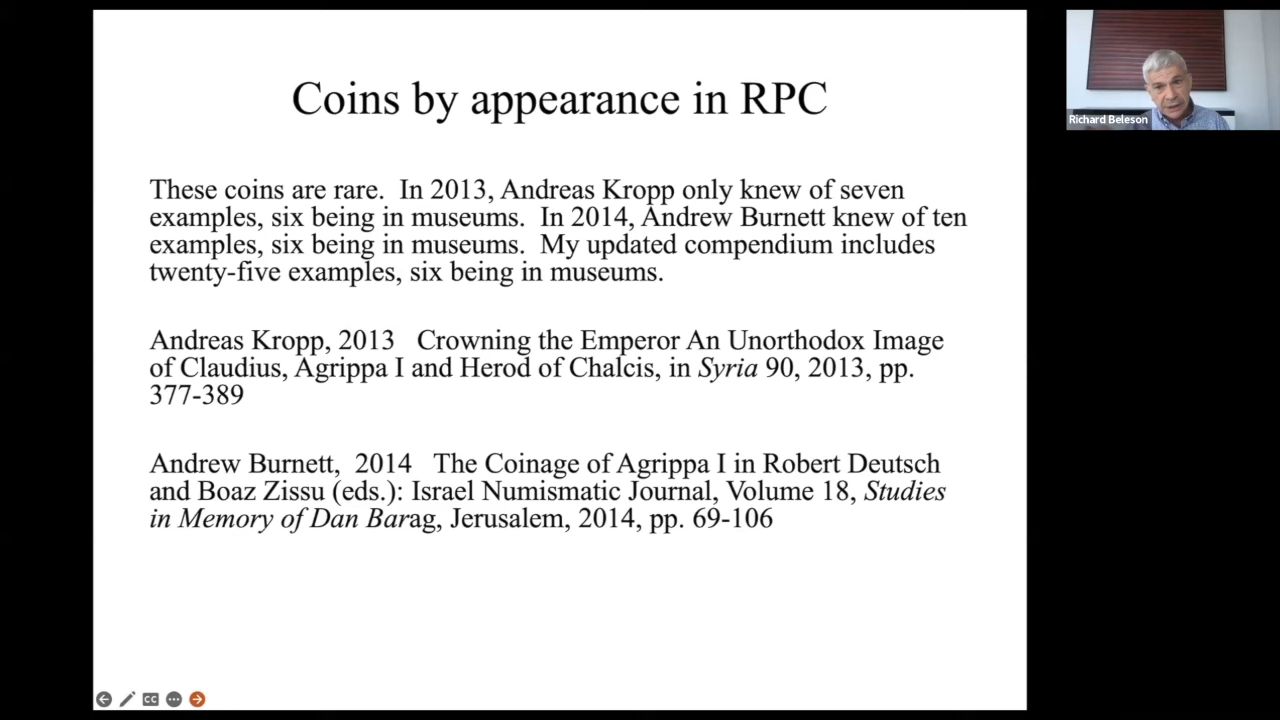 Coins by appearance in RPC
These coins are rare. In 2013, Andreas Kropp only knew of seven
examples, six being in museums. In 2014, Andrew Burnett knew of ten
examples, six being in museums. My updated compendium includes
twenty-five examples, six being in museums.
Andreas Kropp, 2013 Crowning the Emperor An Unorthodox Image
of Claudius, Agrippa I and Herod of Chalcis, in Syria 90, 2013, pp.
377-389
Andrew Burnett, 2014 The Coinage of Agrippa I in Robert Deutsch
and Boaz Zissu (eds.): Israel Numismatic Journal, Volume 18, Studies
in Memory of Dan Barag, Jerusalem, 2014, pp. 69-106
CC
Richard Beleson